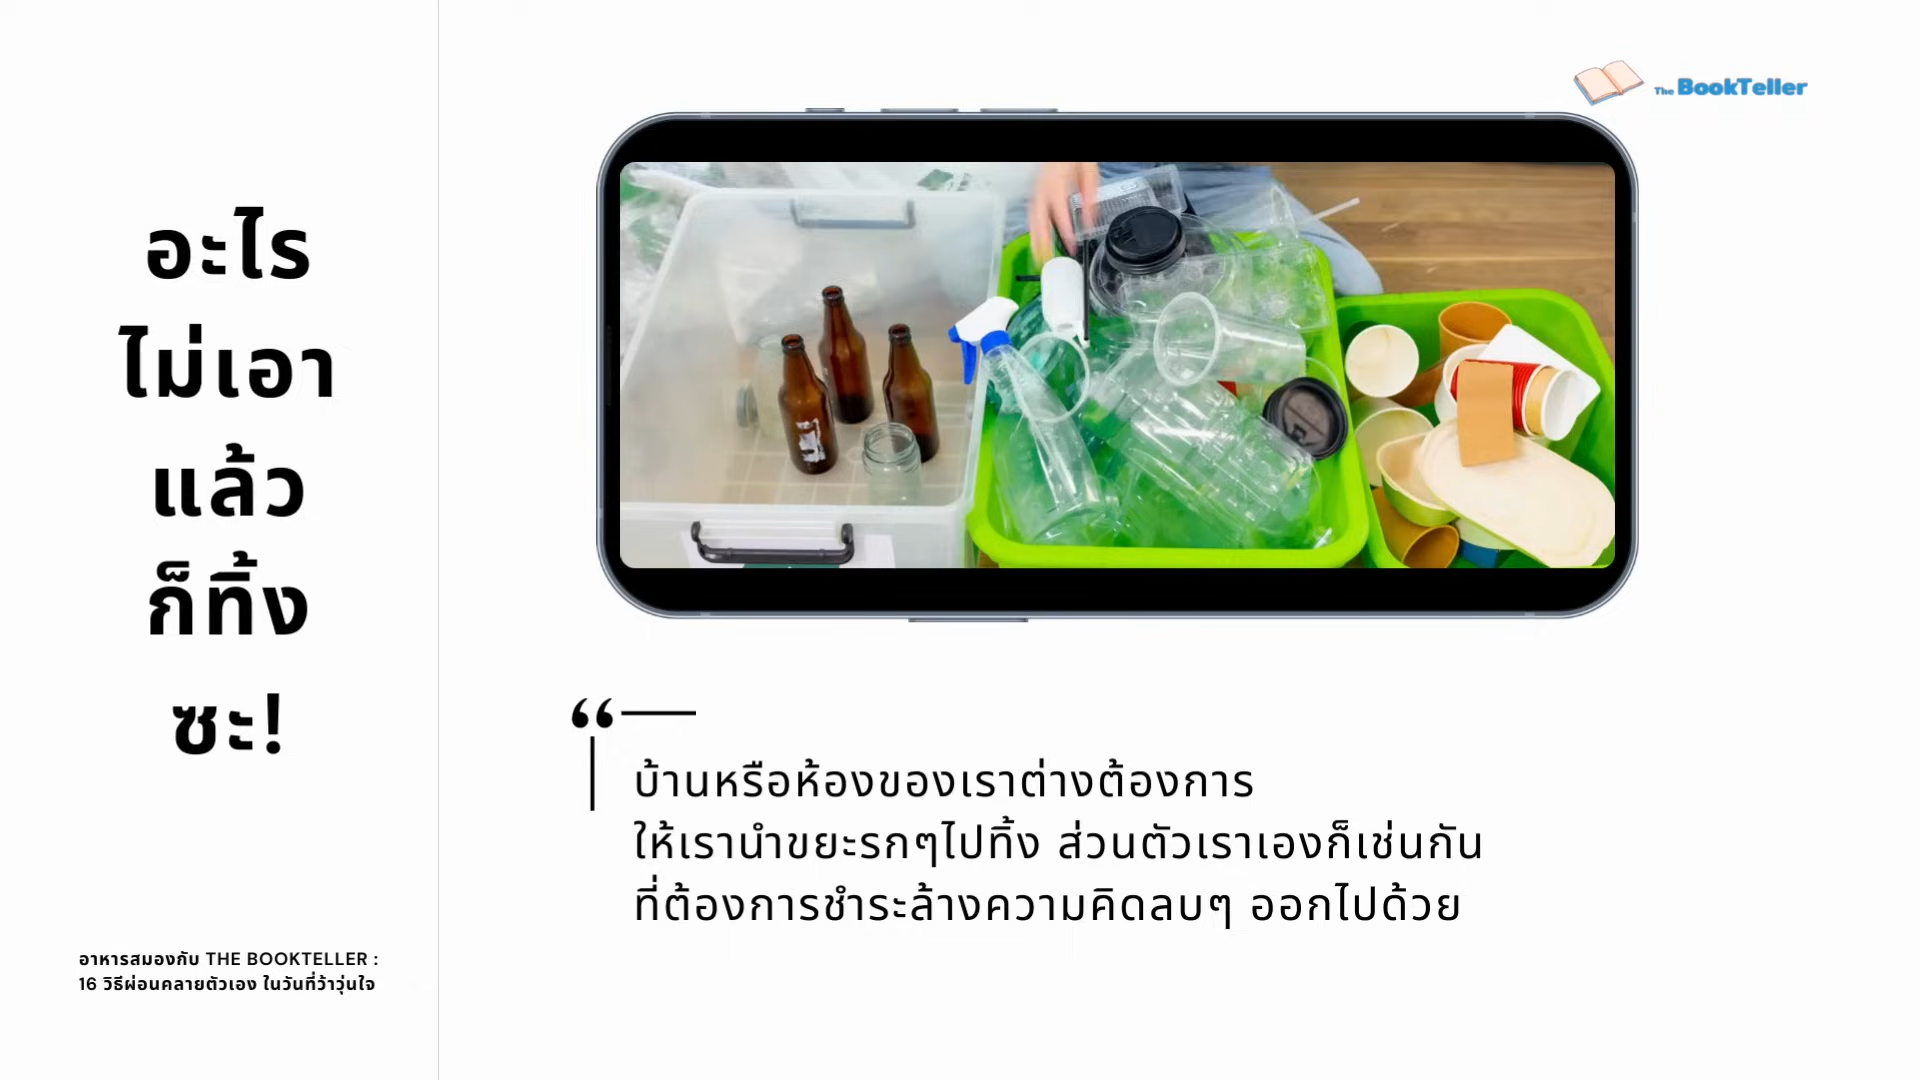 The BookTeller
อะไร
ไม่เอา
แล้ว
ก็ทิ้ง
ซะ!
“
บ้านหรือห้องของเราต่างต้องการ
ให้เรานำขยะรกๆไปทิ้ง ส่วนตัวเราเองก็เช่นกัน
ที่ต้องการชำระล้างความคิดลบๆ ออกไปด้วย
อาหารสมองกับ THE BOOKTELLER :
16 วิธีผ่อนคลายตัวเอง ในวันที่ว้าวุ่นใจ